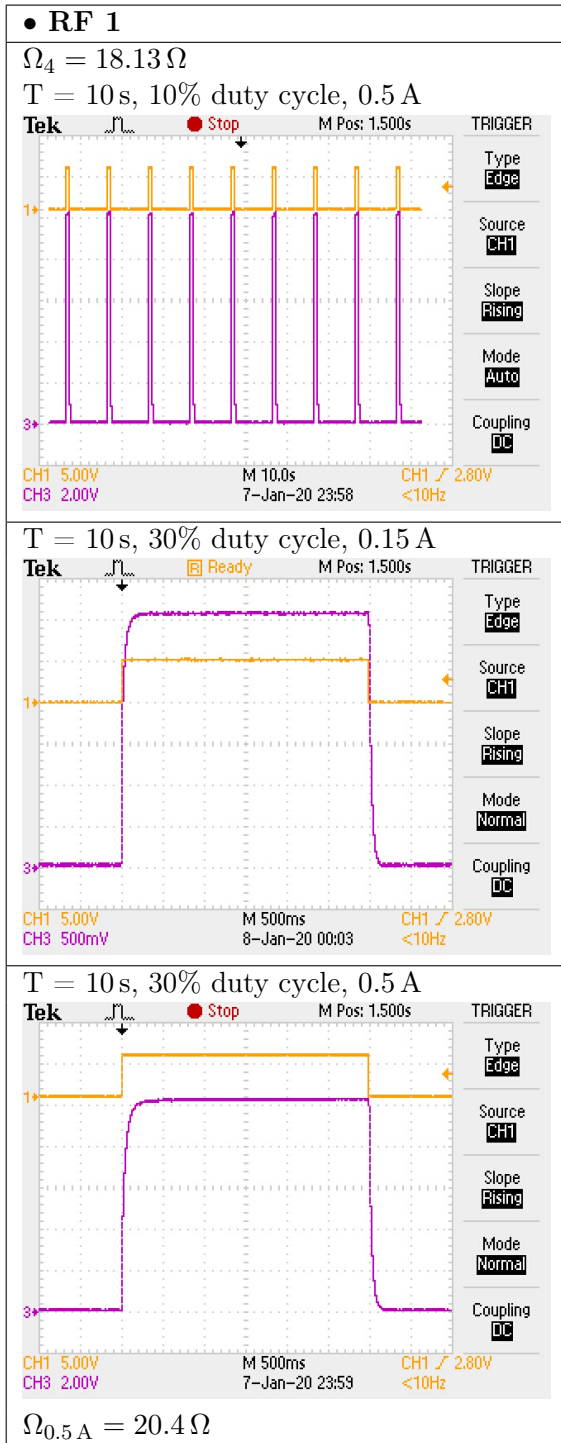 • RF 1
Ω₄ = 18.13 Ω
T = 10 s, 10% duty cycle, 0.5 A
Tek Stop M Pos: 1.500s TRIGGER
Type
Edge
1
Source
CH1
Slope
Rising
Mode
Auto
3
Coupling
DC
CH1 5.00V M 10.0s CH1 2.80V
CH3 2.00V 7-Jan-20 23:58 <10Hz
T = 10 s, 30% duty cycle, 0.15 A
Tek R Ready M Pos: 1.500s TRIGGER
Type
Edge
1
Source
CH1
Slope
Rising
Mode
Normal
3
Coupling
DC
CH1 5.00V M 500ms CH1 2.80V
CH3 500mV 8-Jan-20 00:03 <10Hz
T = 10 s, 30% duty cycle, 0.5 A
Tek Stop M Pos: 1.500s TRIGGER
Type
Edge
1
Source
CH1
Slope
Rising
Mode
Normal
3
Coupling
DC
CH1 5.00V M 500ms CH1 2.80V
CH3 2.00V 7-Jan-20 23:59 <10Hz
Ω₀.₅ A = 20.4 Ω